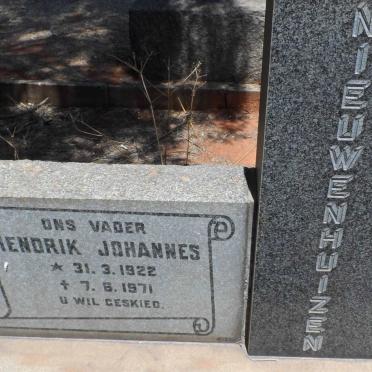 ONS VADER
HENDRIK JOHANNES
* 31.3.1922
✝ 7.6.1971
U WIL GESKIED.
NIEUWENHUIZEN